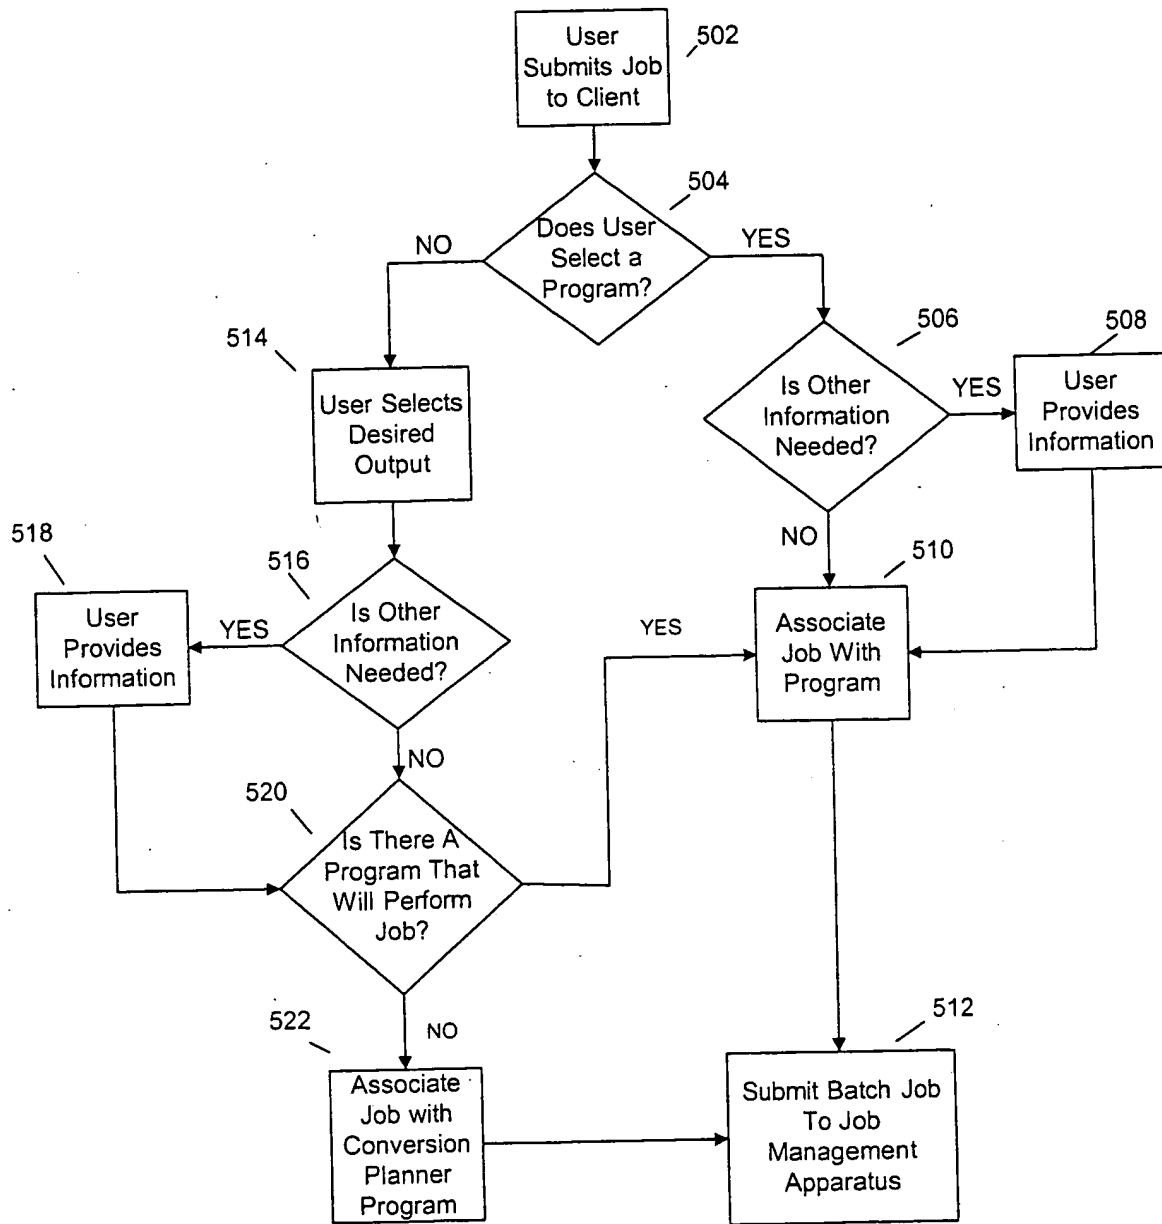 User
Submits Job
to Client
502
504
Does User
Select a
Program?
NO
YES
514
506
508
User Selects
Desired
Output
Is Other
Information
Needed?
YES
User
Provides
Information
518
516
NO
510
User
Provides
Information
YES
Is Other
Information
Needed?
YES
Associate
Job With
Program
NO
520
Is There A
Program That
Will Perform
Job?
522
NO
512
Associate
Job with
Conversion
Planner
Program
Submit Batch Job
To Job
Management
Apparatus